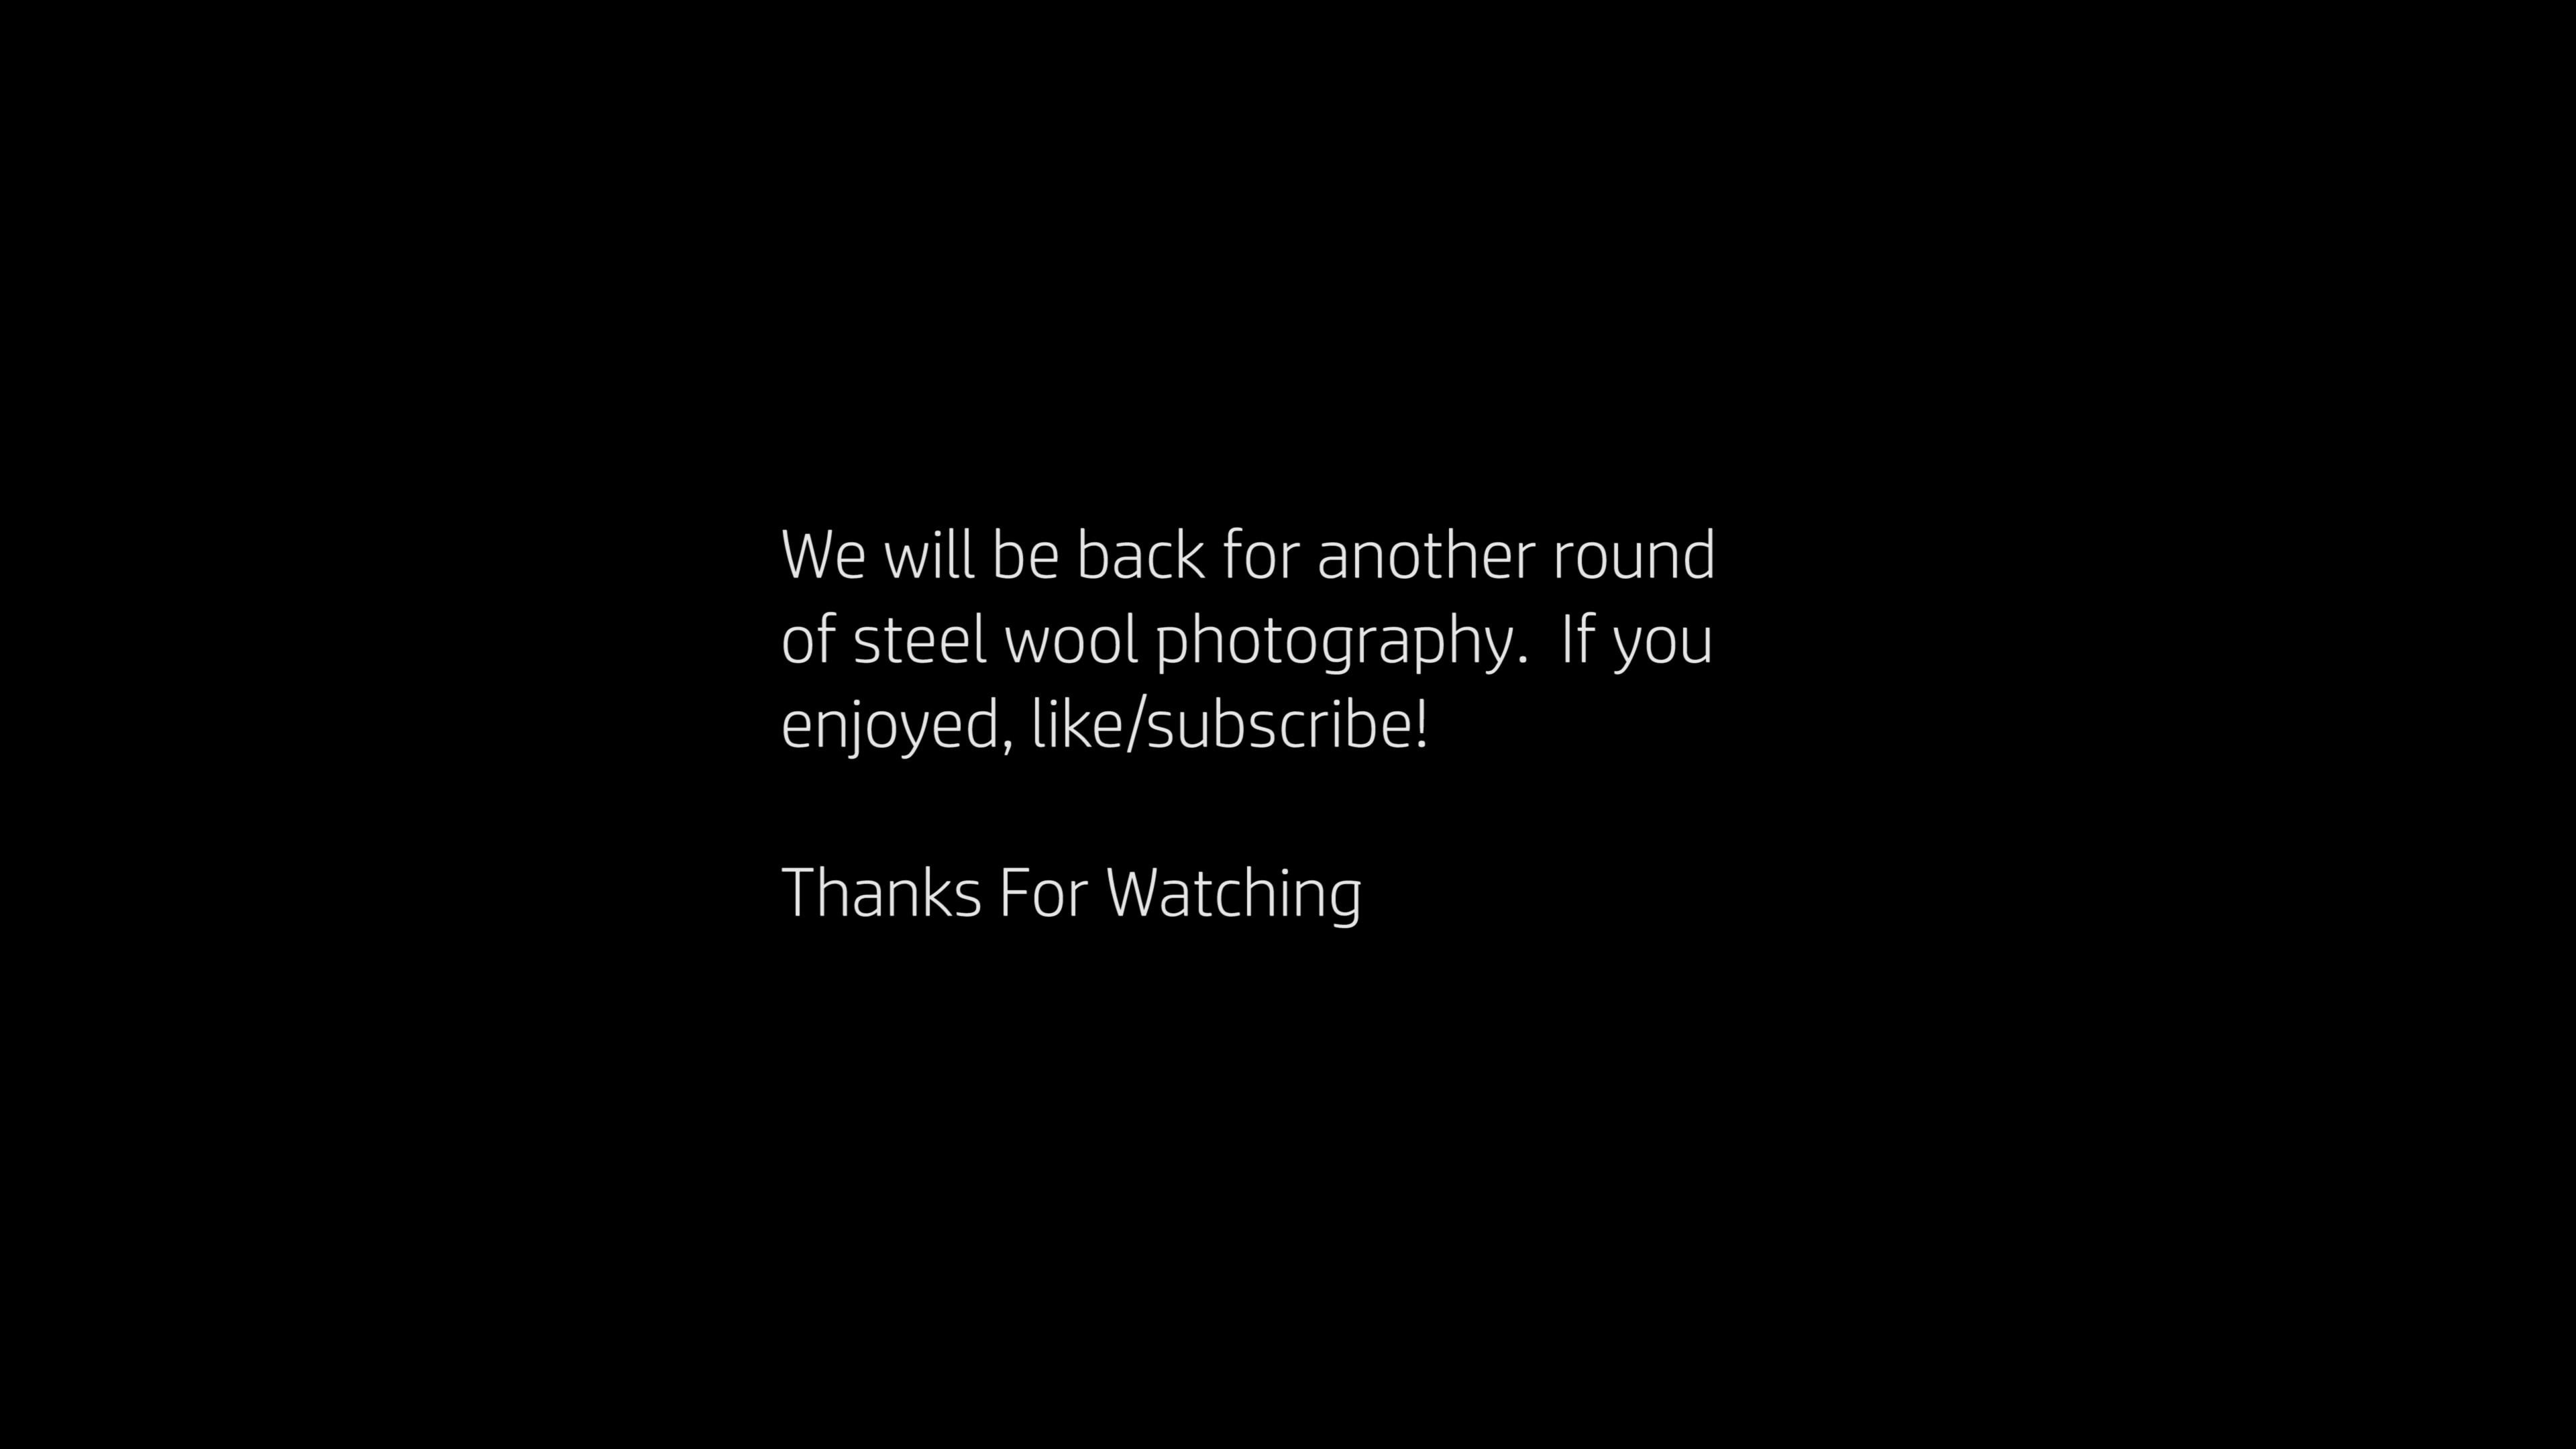 We will be back for another round
of steel wool photography.  If you
enjoyed, like/subscribe!
Thanks For Watching